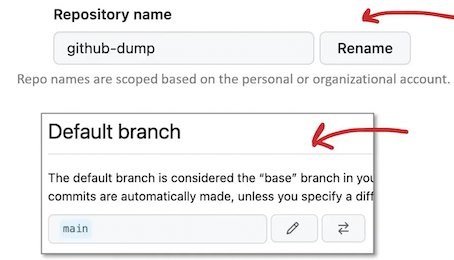 Repository name
github-dump
Rename
Repo names are scoped based on the personal or organizational account.
Default branch
The default branch is considered the “base” branch in you
commits are automatically made, unless you specify a diff
main